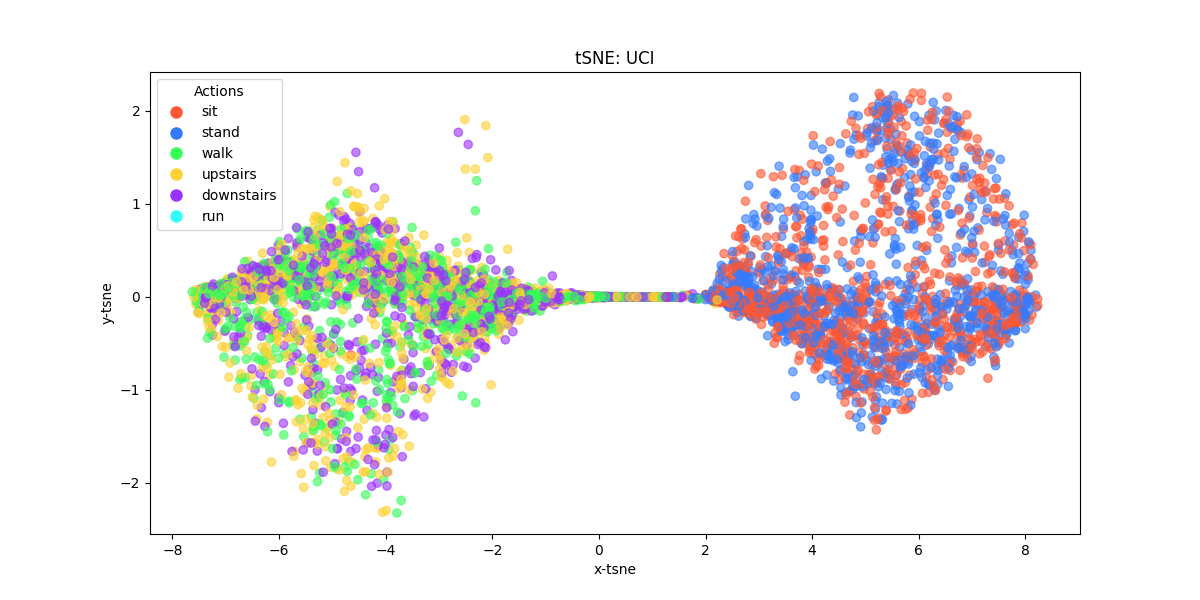 tSNE: UCI
Actions
sit
stand
walk
upstairs
downstairs
run
2
1
0
−1
−2
y-tsne
−8
−6
−4
−2
0
2
4
6
8
x-tsne